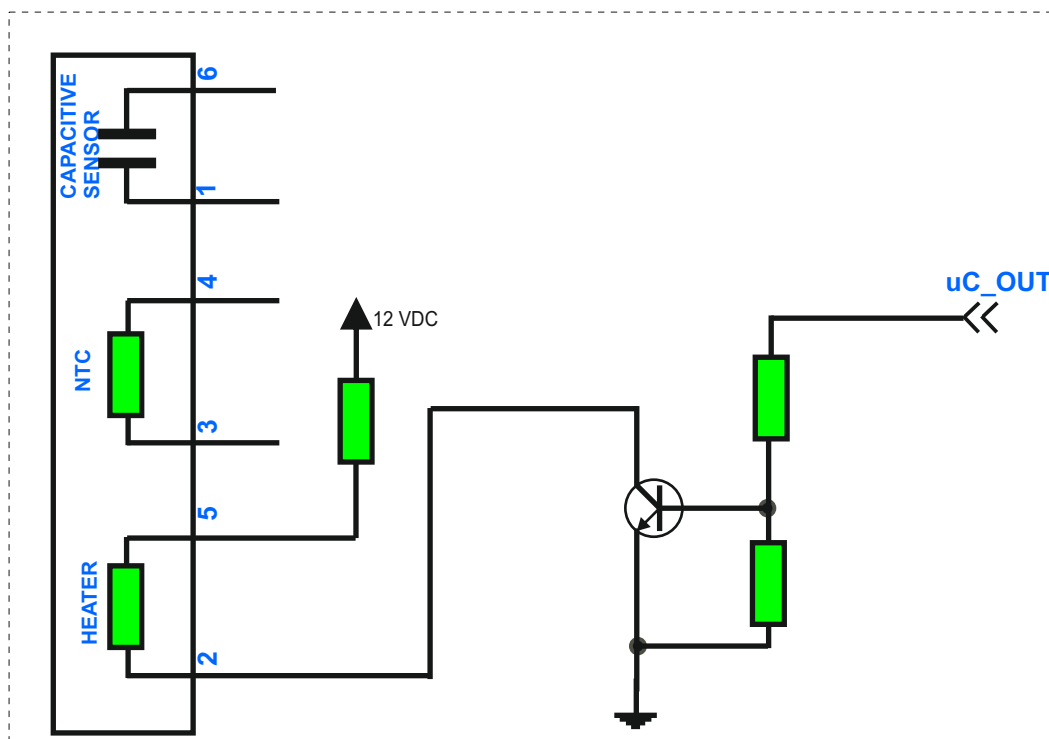 CAPACITIVE
SENSOR
6
1
4
NTC
3
12 VDC
uC_OUT
5
HEATER
2